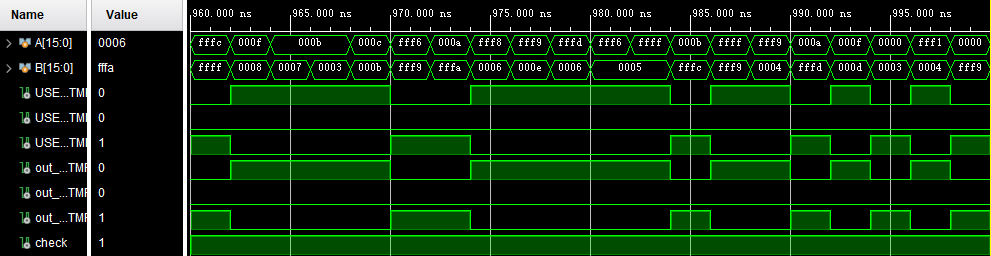 Name Value 960.000 ns 965.000 ns 970.000 ns 975.000 ns 980.000 ns 985.000 ns 990.000 ns 995.000 ns
A[15:0] 0006 fffc 000f 000b 000c fff6 000a fff8 fff9 fffd fff6 ffff 000b ffff fff9 000a 000f 0000 fff1 0000
B[15:0] fffa ffff 0008 0007 0003 000b fff9 fffa 0006 000e 0006 0005 fffc fff9 0004 fffd 000d 0003 0004 fff9
USE...TMP 0
USE...TMP 0
USE...TMP 1
out_...TMP 0
out_...TMP 0
out_...TMP 1
check 1